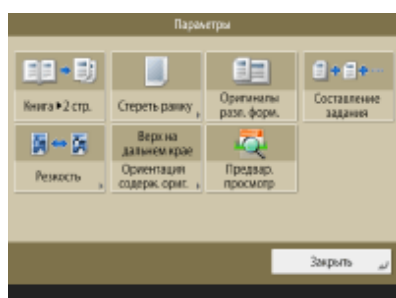 Параметры
Книга ▸ 2 стр.
Стереть рамку
Оригиналы
разл. форм.
Составление
задания
Резкость
Верх на
дальнем крае
Ориентация
содерж. ориг.
Предвар.
просмотр
Закрыть